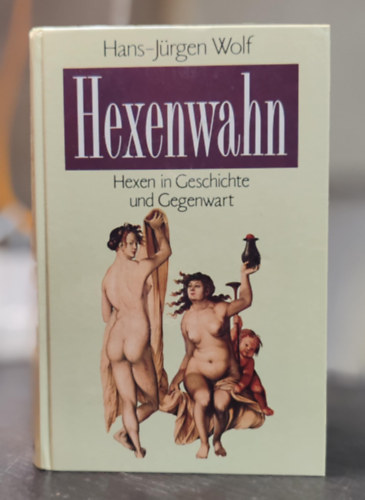 Hans-Jürgen Wolf
Hexenwahn
Hexen in Geschichte
und Gegenwart